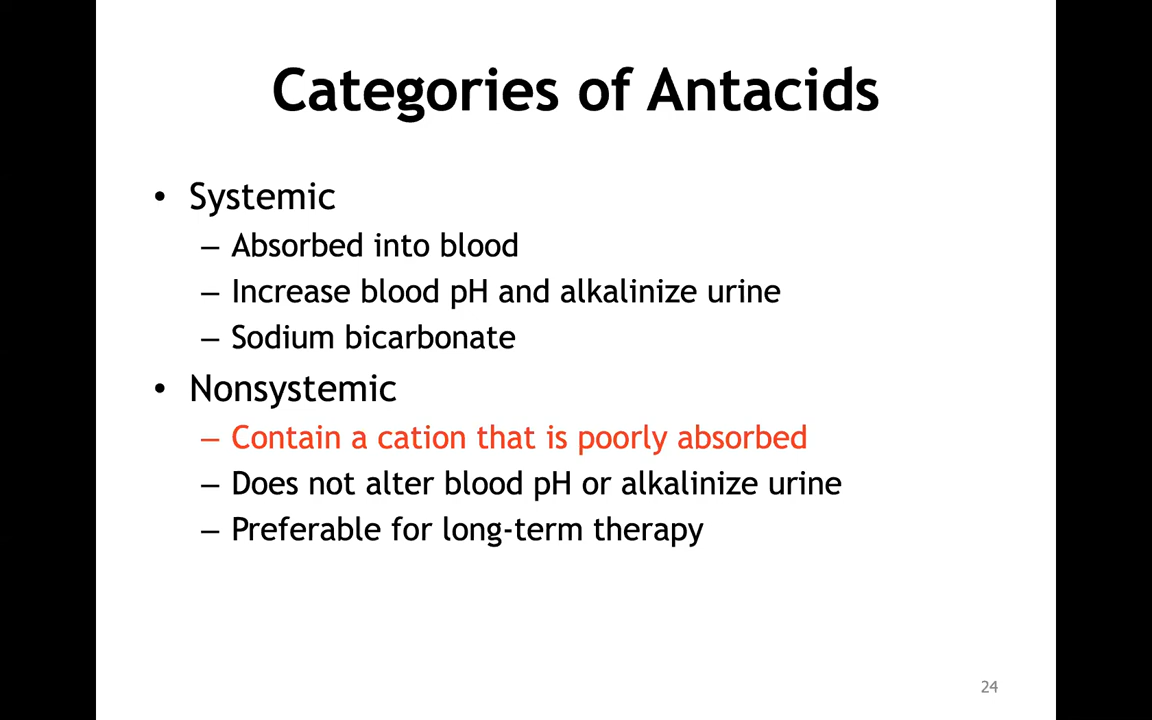 Categories of Antacids
• Systemic
– Absorbed into blood
– Increase blood pH and alkalinize urine
– Sodium bicarbonate
• Nonsystemic
– Contain a cation that is poorly absorbed
– Does not alter blood pH or alkalinize urine
– Preferable for long-term therapy
24